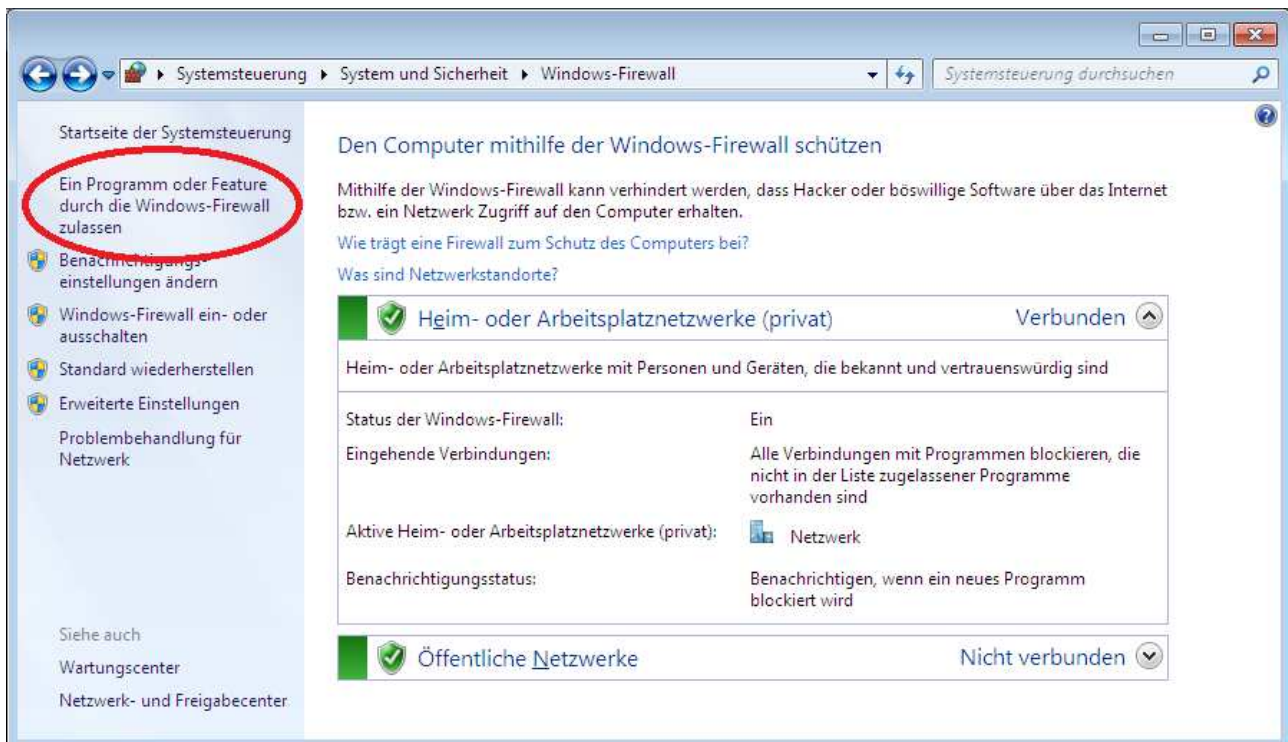 Systemsteuerung ▸ System und Sicherheit ▸ Windows-Firewall
Systemsteuerung durchsuchen
Startseite der Systemsteuerung
Ein Programm oder Feature
durch die Windows-Firewall
zulassen
Benachrichtigungs-
einstellungen ändern
Windows-Firewall ein- oder
ausschalten
Standard wiederherstellen
Erweiterte Einstellungen
Problembehandlung für
Netzwerk
Siehe auch
Wartungscenter
Netzwerk- und Freigabecenter
Den Computer mithilfe der Windows-Firewall schützen
Mithilfe der Windows-Firewall kann verhindert werden, dass Hacker oder böswillige Software über das Internet
bzw. ein Netzwerk Zugriff auf den Computer erhalten.
Wie trägt eine Firewall zum Schutz des Computers bei?
Was sind Netzwerkstandorte?
Heim- oder Arbeitsplatznetzwerke (privat) Verbunden
Heim- oder Arbeitsplatznetzwerke mit Personen und Geräten, die bekannt und vertrauenswürdig sind
Status der Windows-Firewall: Ein
Eingehende Verbindungen: Alle Verbindungen mit Programmen blockieren, die
nicht in der Liste zugelassener Programme
vorhanden sind
Aktive Heim- oder Arbeitsplatznetzwerke (privat): Netzwerk
Benachrichtigungsstatus: Benachrichtigen, wenn ein neues Programm
blockiert wird
Öffentliche Netzwerke Nicht verbunden